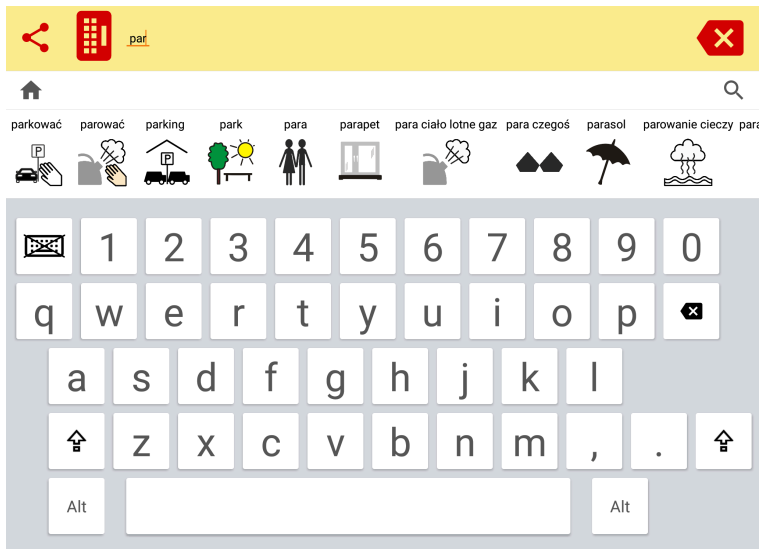 par
parkować parować parking park para parapet para ciało lotne gaz para czegoś parasol parowanie cieczy para
P P
1 2 3 4 5 6 7 8 9 0
q w e r t y u i o p
a s d f g h j k l
z x c v b n m , .
Alt Alt